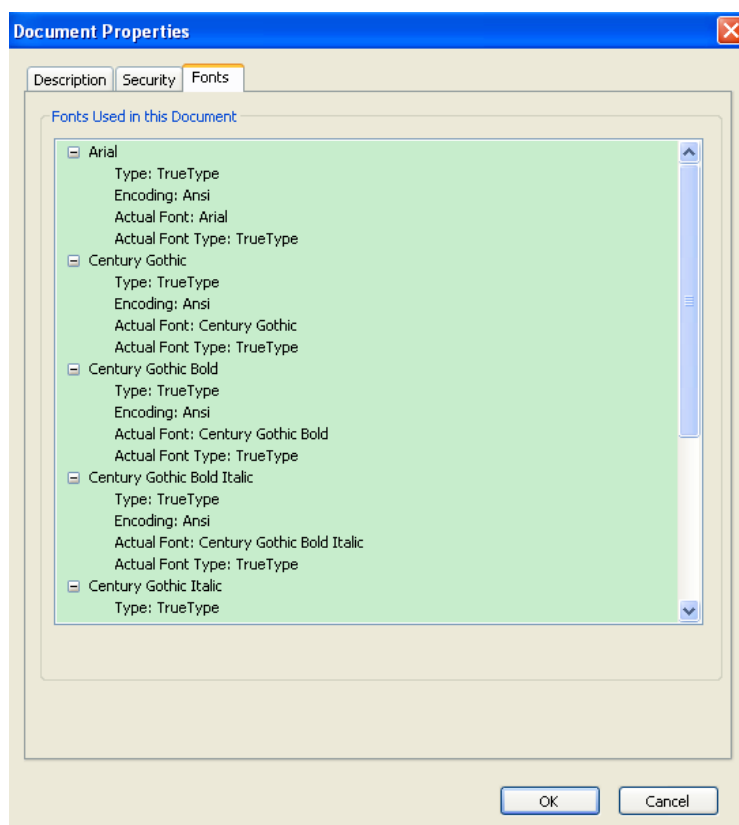 Document Properties
Description Security Fonts
Fonts Used in this Document
Arial
Type: TrueType
Encoding: Ansi
Actual Font: Arial
Actual Font Type: TrueType
Century Gothic
Type: TrueType
Encoding: Ansi
Actual Font: Century Gothic
Actual Font Type: TrueType
Century Gothic Bold
Type: TrueType
Encoding: Ansi
Actual Font: Century Gothic Bold
Actual Font Type: TrueType
Century Gothic Bold Italic
Type: TrueType
Encoding: Ansi
Actual Font: Century Gothic Bold Italic
Actual Font Type: TrueType
Century Gothic Italic
Type: TrueType
OK Cancel